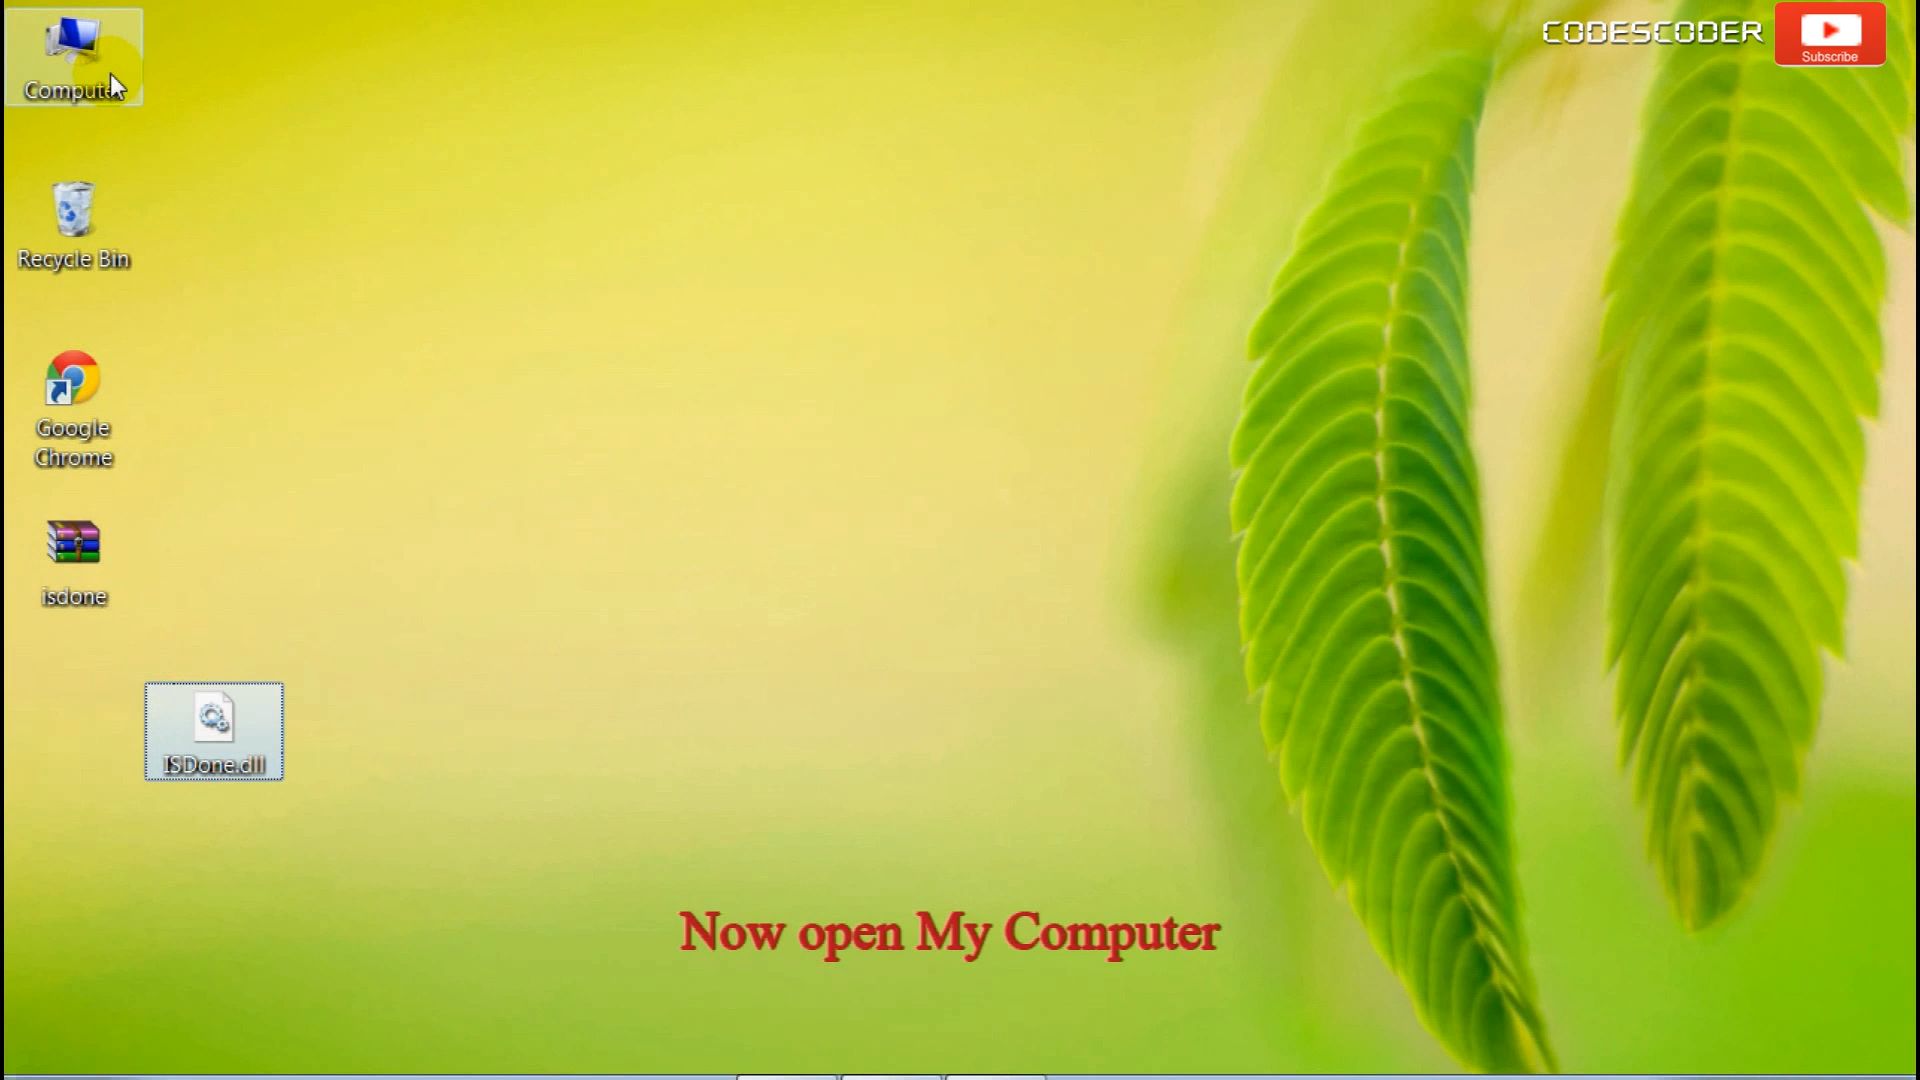 CODESCODER
Subscribe
Computer
Recycle Bin
Google
Chrome
isdone
ISDone.dll
Now open My Computer